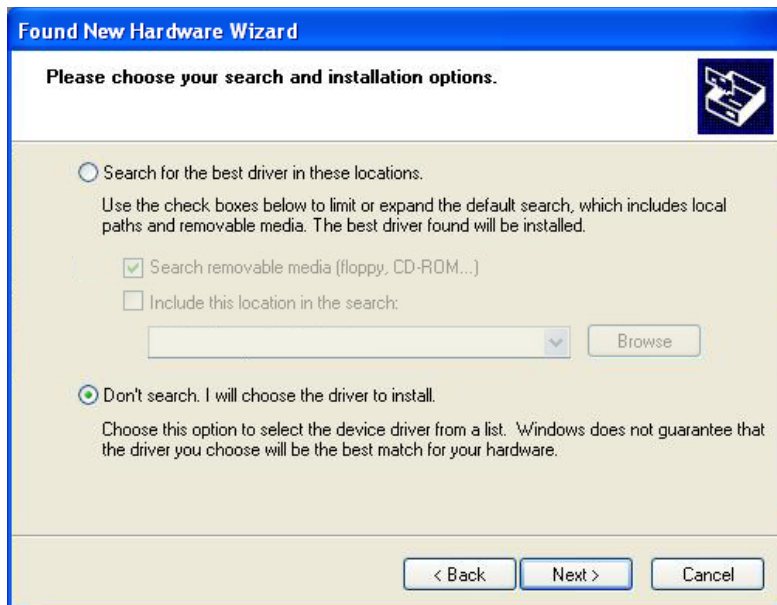 Found New Hardware Wizard
Please choose your search and installation options.
Search for the best driver in these locations.
Use the check boxes below to limit or expand the default search, which includes local
paths and removable media. The best driver found will be installed.
Search removable media (floppy, CD-ROM...)
Include this location in the search:
Browse
Don't search. I will choose the driver to install.
Choose this option to select the device driver from a list. Windows does not guarantee that
the driver you choose will be the best match for your hardware.
< Back Next > Cancel